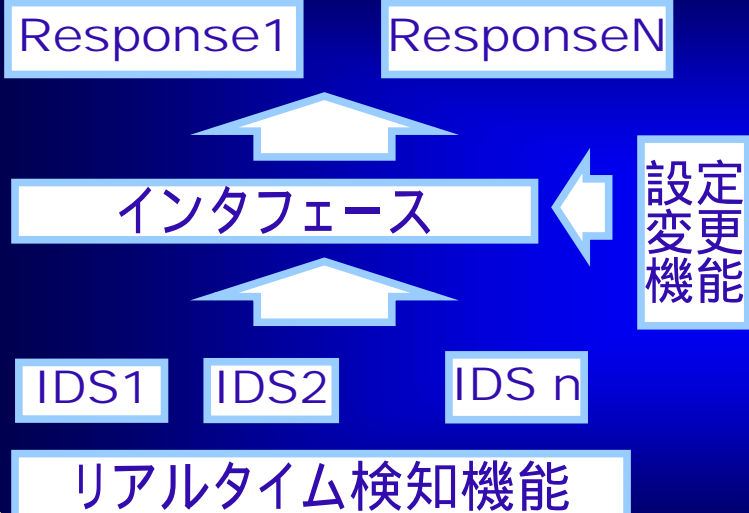 Response1
ResponseN
インタフェース
設定
変更
機能
IDS1
IDS2
IDS n
リアルタイム検知機能